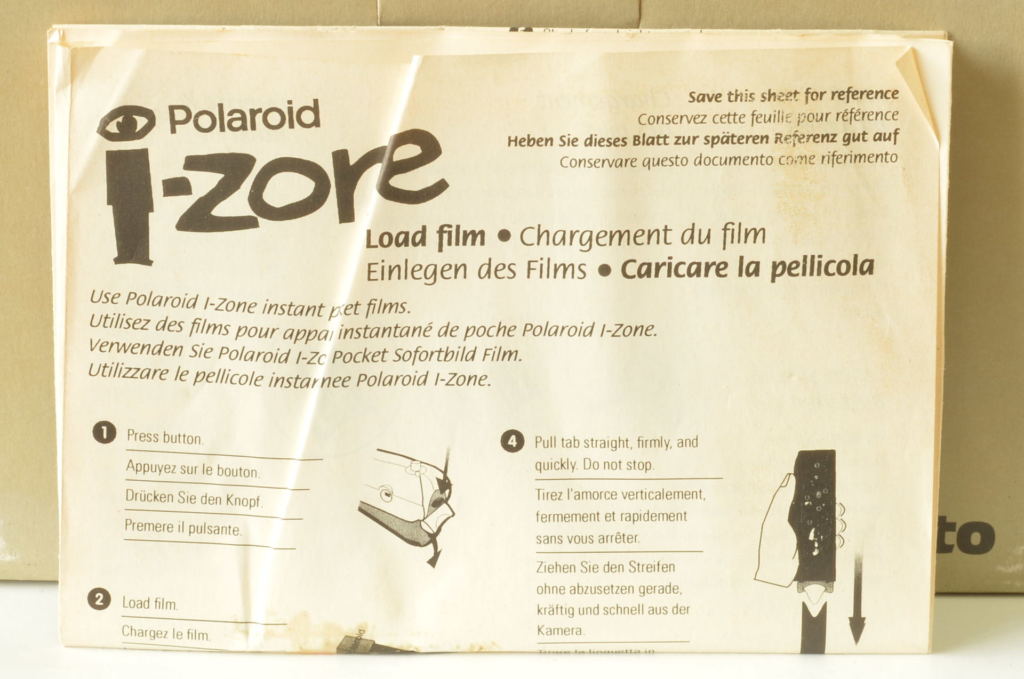 Polaroid
i-zone
Save this sheet for reference
Conservez cette feuille pour référence
Heben Sie dieses Blatt zur späteren Referenz gut auf
Conservare questo documento come riferimento
Load film ● Chargement du film
Einlegen des Films ● Caricare la pellicola
Use Polaroid I-Zone instant films.
Utilisez des films pour instantané de poche Polaroid I-Zone.
Verwenden Sie Polaroid Pocket Sofortbild Film.
Utilizzare le pellicole Polaroid I-Zone.
1 Press button.
Appuyez sur le bouton.
Drücken Sie den Knopf.
Premere il pulsante.
2 Load film.
Chargez le film.
4 Pull tab straight, firmly, and
quickly. Do not stop.
Tirez l'amorce verticalement,
fermement et rapidement
sans vous arrêter.
Ziehen Sie den Streifen
ohne abzusetzen gerade,
kräftig und schnell aus der
Kamera.
to